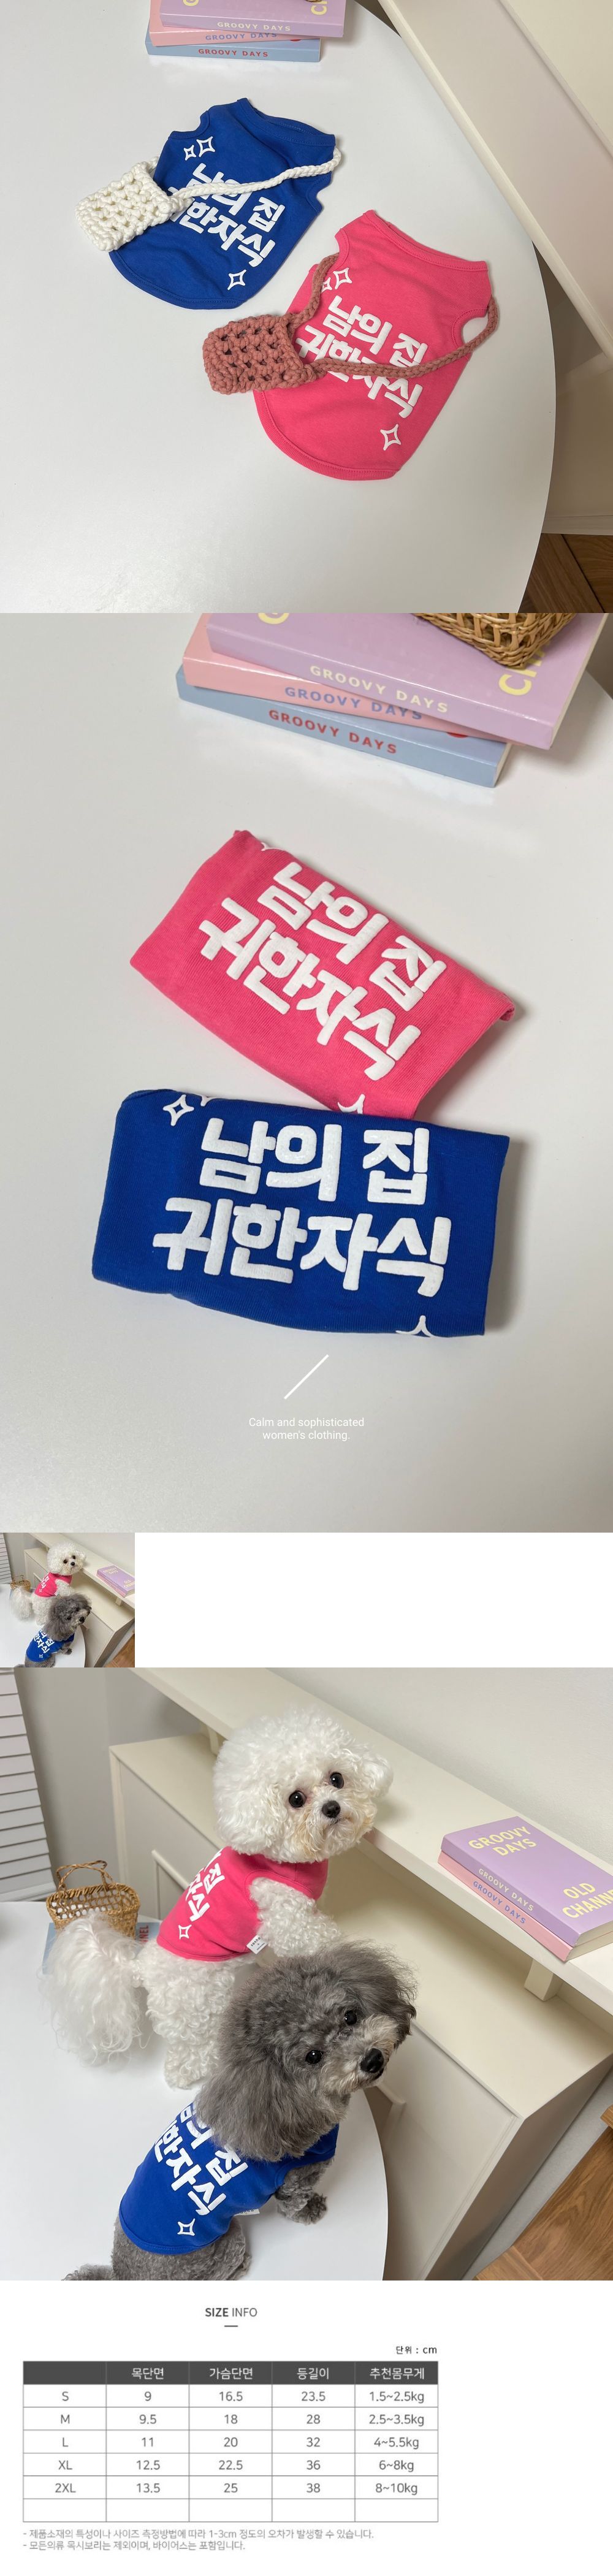 GROOVY DAYS
GROOVY DAYS
GROOVY DAYS
남의 집
귀한자식
남의 집
귀한자식
GROOVY DAYS
GROOVY DAYS
GROOVY DAYS
남의 집
귀한자식
남의 집
귀한자식
Calm and sophisticated
women's clothing.
GROOVY
DAYS
GROOVY DAYS
GROOVY DAYS
OLD
SIZE INFO
단위 : cm
목단면 가슴단면 등길이 추천몸무게
S 9 16.5 23.5 1.5~2.5kg
M 9.5 18 28 2.5~3.5kg
L 11 20 32 4~5.5kg
XL 12.5 22.5 36 6~8kg
2XL 13.5 25 38 8~10kg
- 제품소재의 특성이나 사이즈 측정방법에 따라 1-3cm 정도의 오차가 발생할 수 있습니다.
- 모든의류 목시보리는 제외이며, 바이어스는 포함입니다.